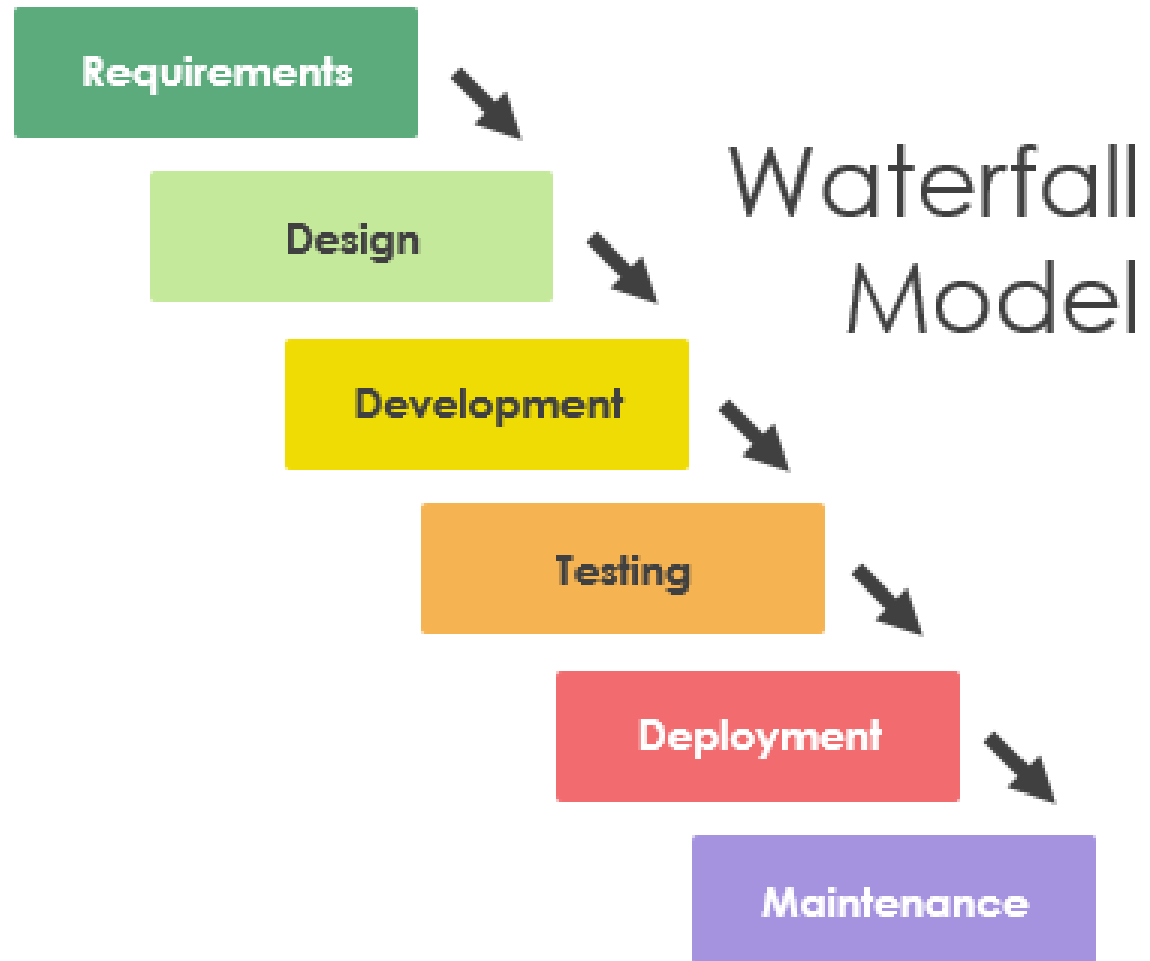 Requirements
Waterfall
Model
Design
Development
Testing
Deployment
Maintenance